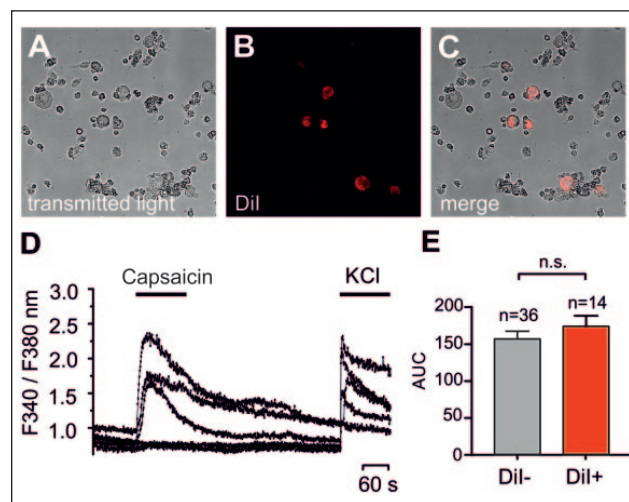 A
B
C
transmitted light
DiI
merge
D
Capsaicin
KCl
3.0
2.5
2.0
1.5
1.0
F340 / F380 nm
60 s
E
n.s.
n=36
n=14
200
150
100
50
0
AUC
DiI-
DiI+